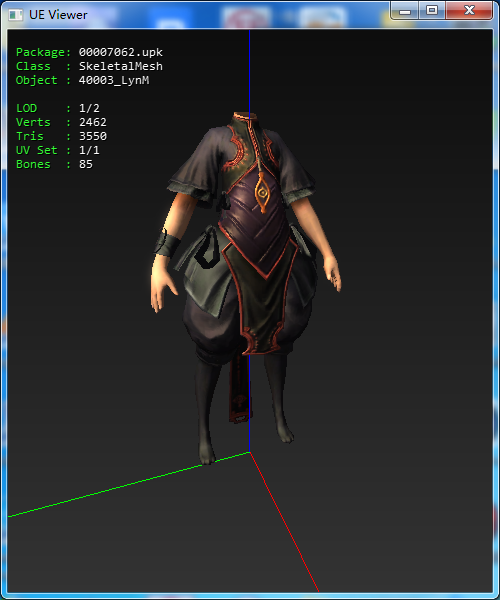 UE Viewer
Package: 00007062.upk
Class : SkeletalMesh
Object : 40003_LynM
LOD : 1/2
Verts : 2462
Tris : 3550
UV Set : 1/1
Bones : 85